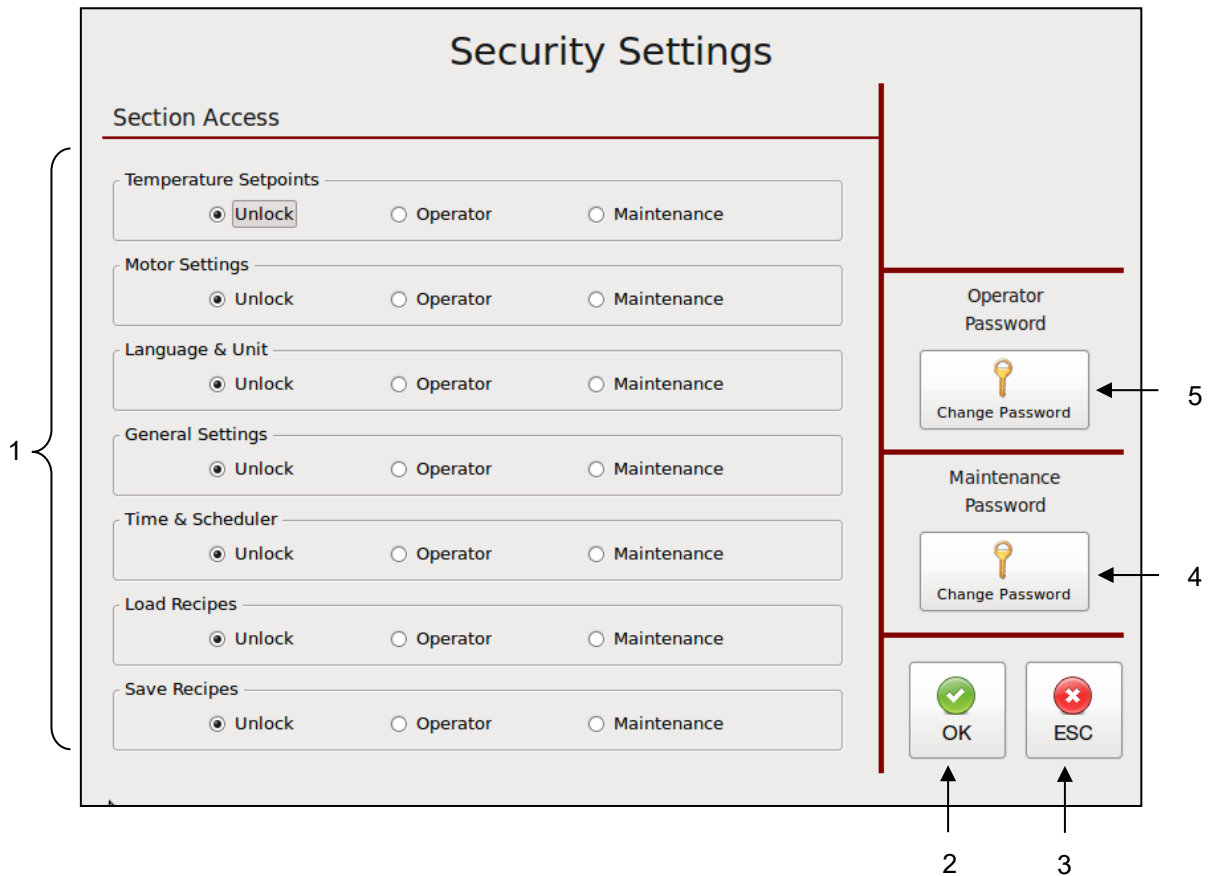 Security Settings
Section Access
Temperature Setpoints
Unlock Operator Maintenance
Motor Settings
Unlock Operator Maintenance
Language & Unit
Unlock Operator Maintenance
General Settings
Unlock Operator Maintenance
Time & Scheduler
Unlock Operator Maintenance
Load Recipes
Unlock Operator Maintenance
Save Recipes
Unlock Operator Maintenance
1
Operator
Password
Change Password
5
Maintenance
Password
Change Password
4
OK ESC
2 3